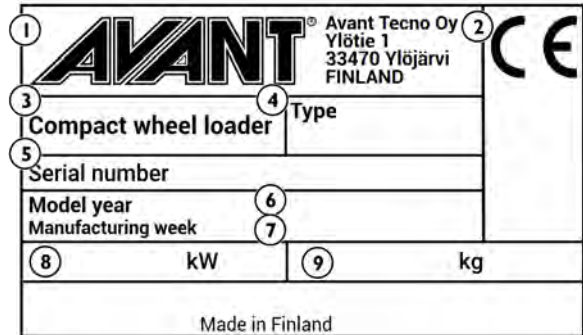 1 AVANT® Avant Tecno Oy 2 CE
Ylötie 1
33470 Ylöjärvi
FINLAND
3 Compact wheel loader 4 Type
5 Serial number
Model year 6
Manufacturing week 7
8 kW 9 kg
Made in Finland